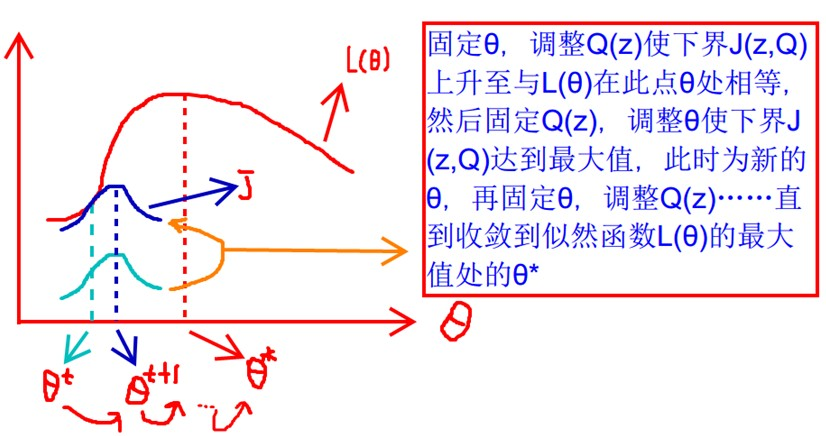 L(θ)
J
固定θ，调整Q(z)使下界J(z,Q)
上升至与L(θ)在此点θ处相等，
然后固定Q(z)，调整θ使下界J
(z,Q)达到最大值，此时为新的
θ，再固定θ，调整Q(z)……直
到收敛到似然函数L(θ)的最大
值处的θ*
θ
θᵗ θᵗ⁺¹ ... θ*